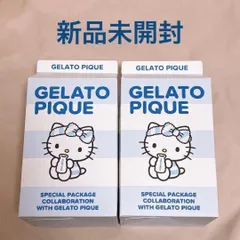 新品未開封
GELATO PIQUE
GELATO PIQUE
GELATO
PIQUE
SPECIAL PACKAGE
COLLABORATION
WITH GELATO PIQUE
GELATO
PIQUE
SPECIAL PACKAGE
COLLABORATION
WITH GELATO PIQUE